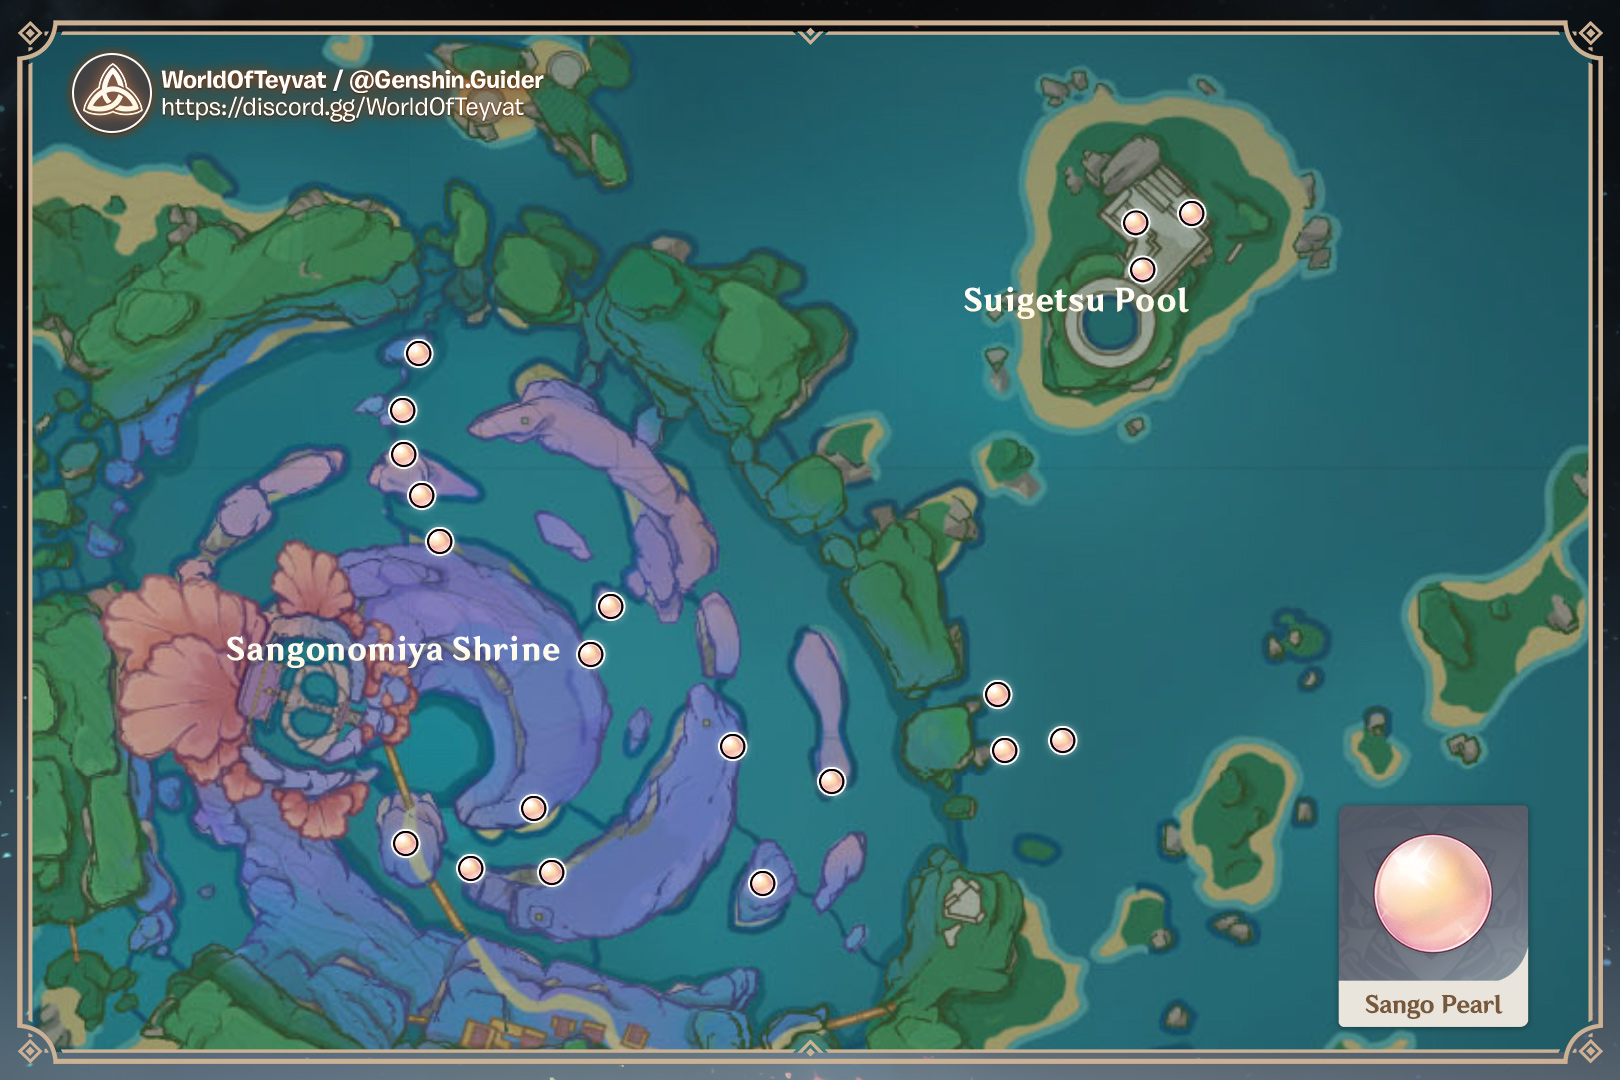 WorldOfTeyvat / @Genshin.Guider
https://discord.gg/WorldOfTeyvat
Suigetsu Pool
Sangonomiya Shrine
Sango Pearl